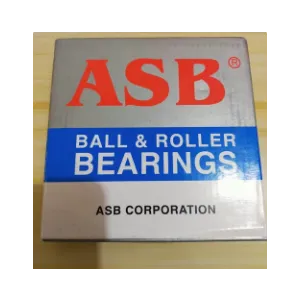 ASB®
BALL & ROLLER
BEARINGS
ASB CORPORATION